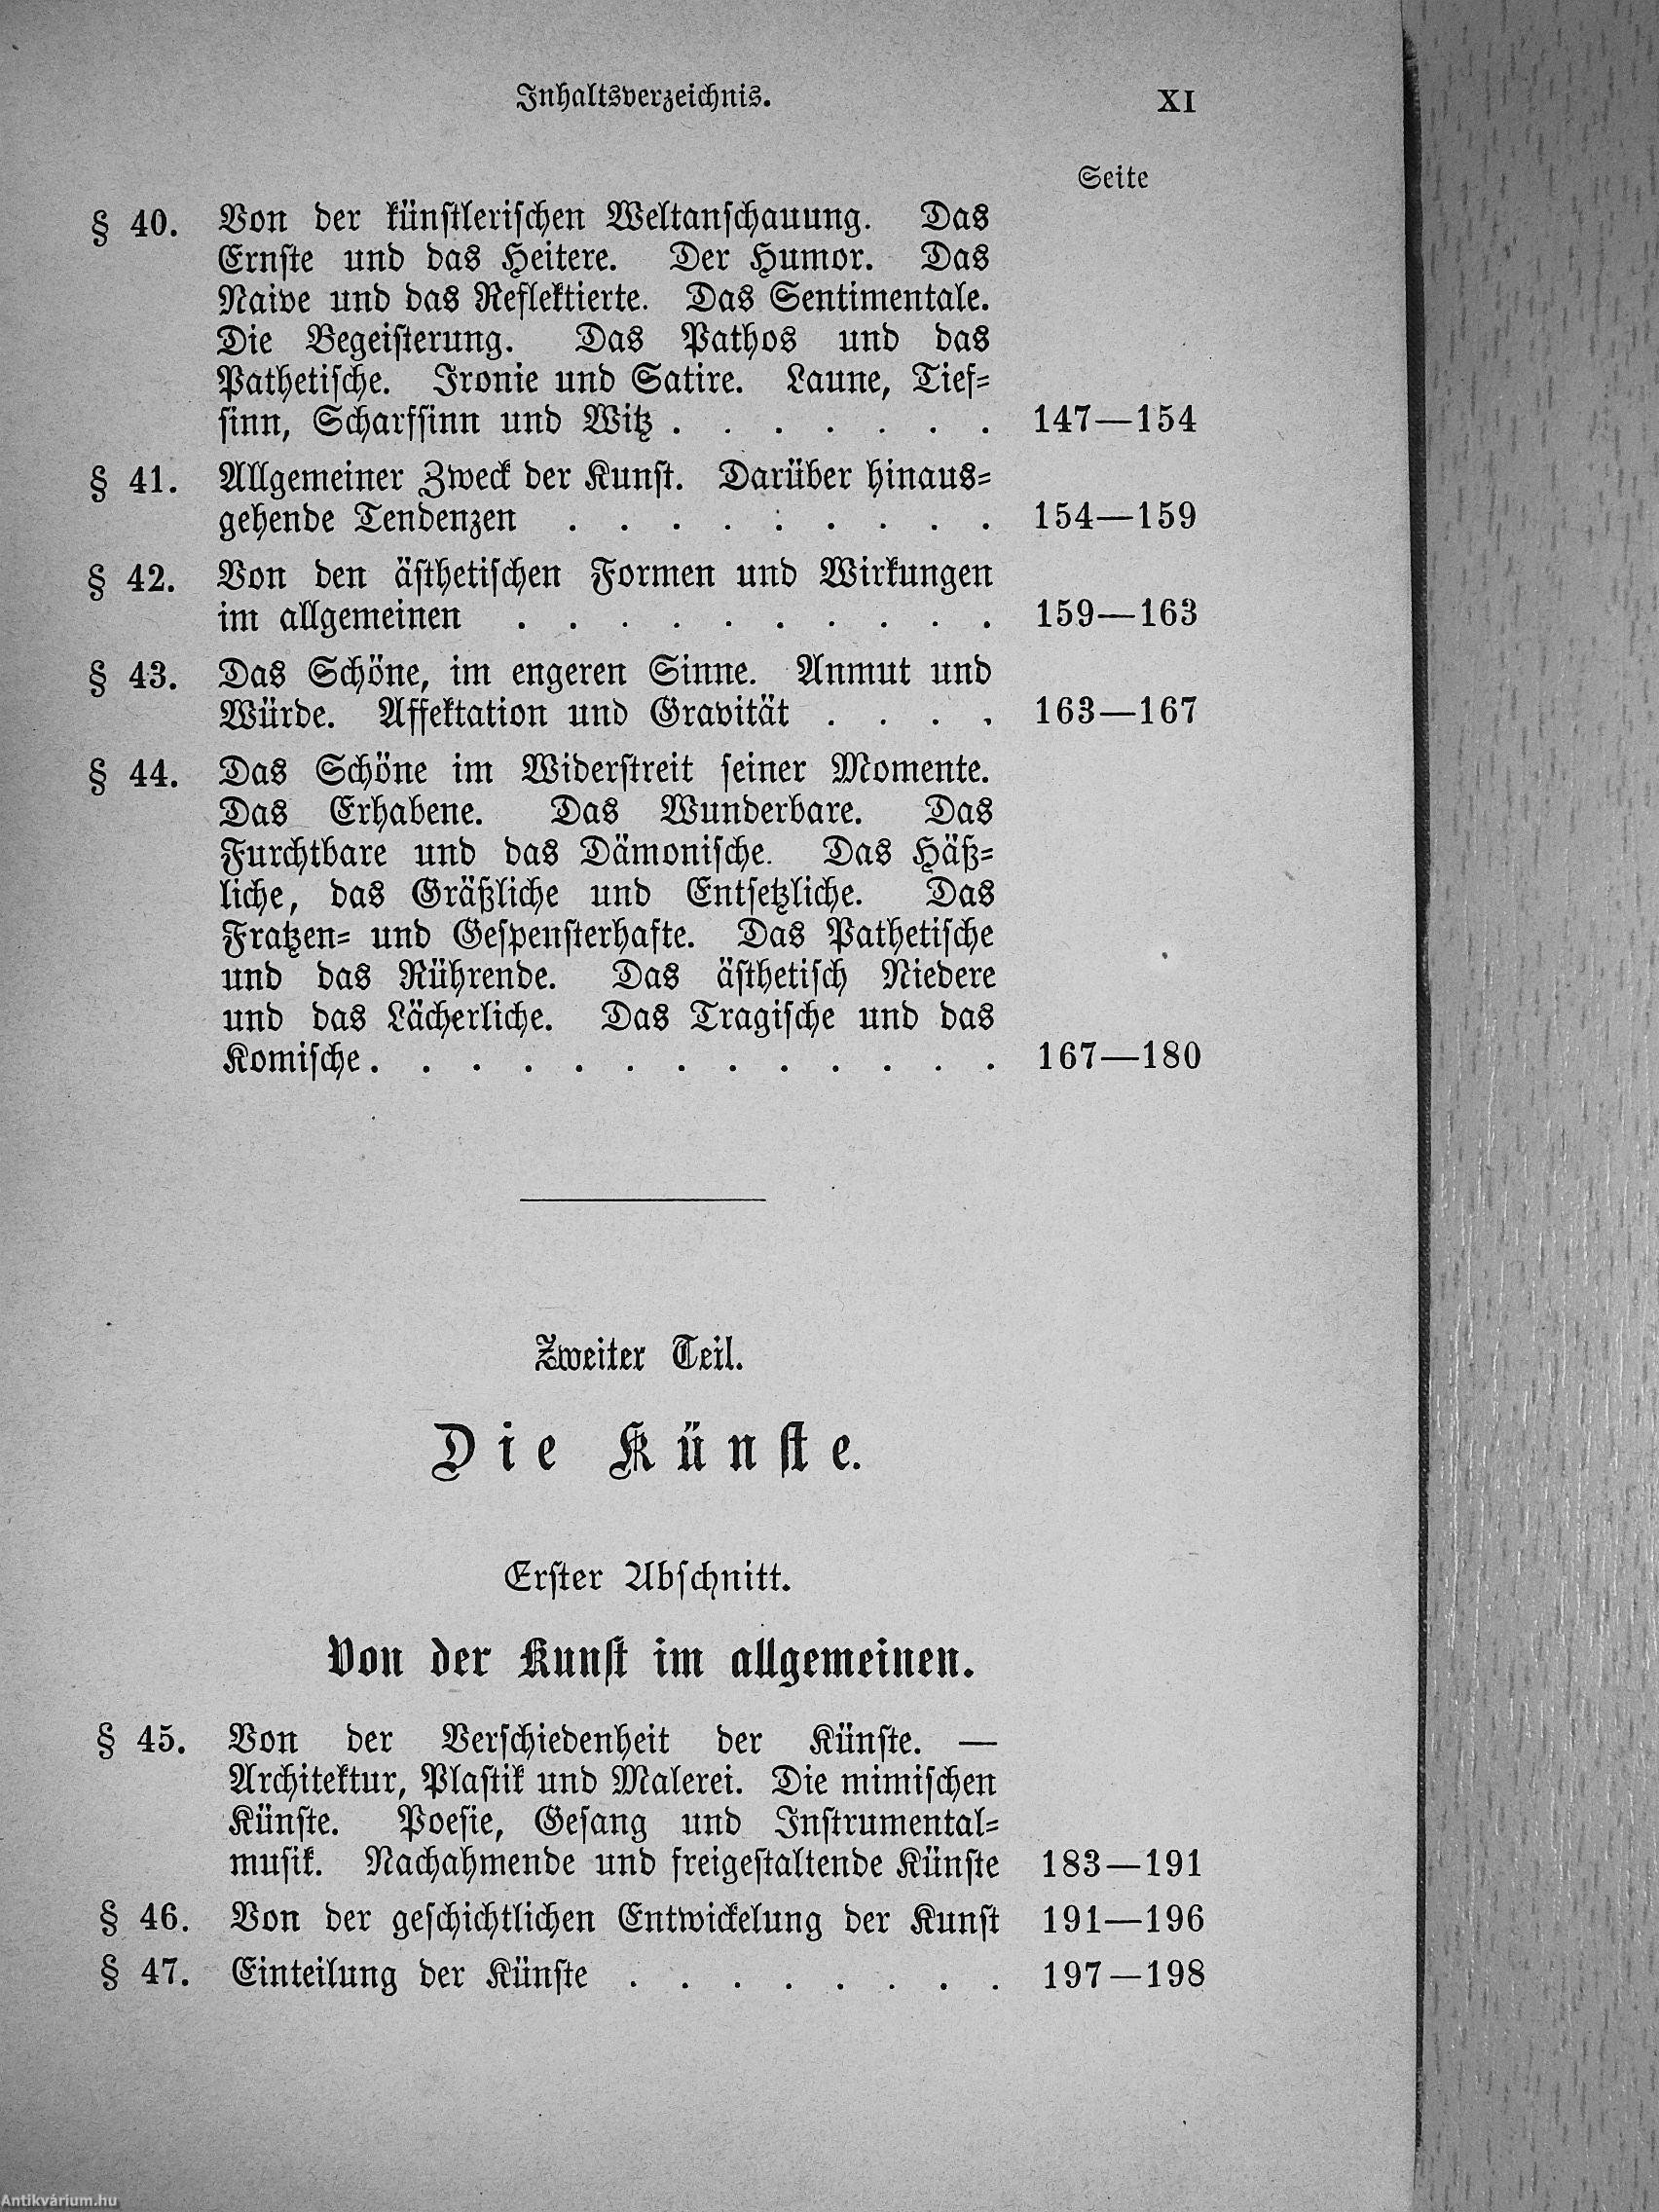 Inhaltsverzeichnis. XI
Seite
§ 40. Von der künstlerischen Weltanschauung. Das
Ernste und das Heitere. Der Humor. Das
Naive und das Reflektierte. Das Sentimentale.
Die Begeisterung. Das Pathos und das
Pathetische. Ironie und Satire. Laune, Tief-
sinn, Scharfsinn und Witz . . . . . . . 147—154
§ 41. Allgemeiner Zweck der Kunst. Darüber hinaus-
gehende Tendenzen . . . . . . . . . 154—159
§ 42. Von den ästhetischen Formen und Wirkungen
im allgemeinen . . . . . . . . . . 159—163
§ 43. Das Schöne, im engeren Sinne. Anmut und
Würde. Affektation und Gravität . . . . 163—167
§ 44. Das Schöne im Widerstreit seiner Momente.
Das Erhabene. Das Wunderbare. Das
Furchtbare und das Dämonische. Das Häß-
liche, das Gräßliche und Entsetzliche. Das
Fratzen- und Gespensterhafte. Das Pathetische
und das Rührende. Das ästhetisch Niedere
und das Lächerliche. Das Tragische und das
Komische . . . . . . . . . . . . . 167—180
Zweiter Teil.
Die Künste.
Erster Abschnitt.
Von der Kunst im allgemeinen.
§ 45. Von der Verschiedenheit der Künste. —
Architektur, Plastik und Malerei. Die mimischen
Künste. Poesie, Gesang und Instrumental-
musik. Nachahmende und freigestaltende Künste 183—191
§ 46. Von der geschichtlichen Entwickelung der Kunst 191—196
§ 47. Einteilung der Künste . . . . . . . . 197—198
Antikvárium.hu